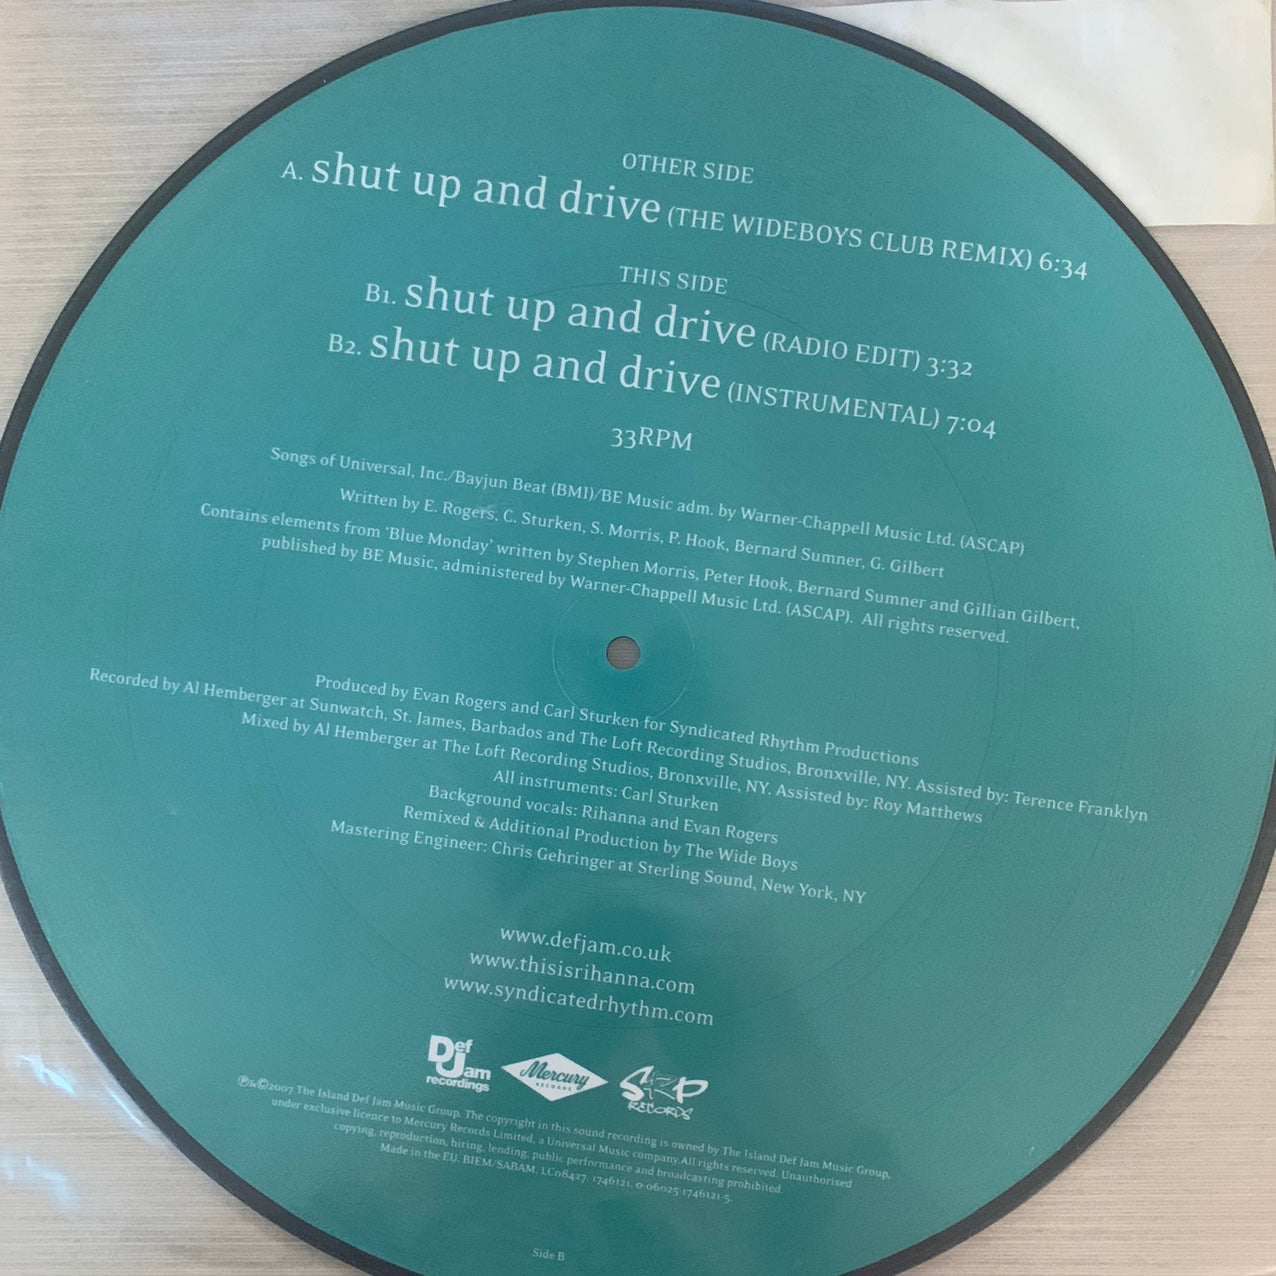 OTHER SIDE
A. shut up and drive (THE WIDEBOYS CLUB REMIX) 6:34
THIS SIDE
B1. shut up and drive (RADIO EDIT) 3:32
B2. shut up and drive (INSTRUMENTAL) 7:04
33RPM
Songs of Universal, Inc./Bayjun Beat (BMI)/BE Music adm. by Warner-Chappell Music Ltd. (ASCAP)
Written by E. Rogers, C. Sturken, S. Morris, P. Hook, Bernard Sumner, G. Gilbert
Contains elements from 'Blue Monday' written by Stephen Morris, Peter Hook, Bernard Sumner and Gillian Gilbert,
published by BE Music, administered by Warner-Chappell Music Ltd. (ASCAP). All rights reserved.
Produced by Evan Rogers and Carl Sturken for Syndicated Rhythm Productions
Recorded by Al Hemberger at Sunwatch, St. James, Barbados and The Loft Recording Studios, Bronxville, NY. Assisted by: Terence Franklyn
Mixed by Al Hemberger at The Loft Recording Studios, Bronxville, NY. Assisted by: Roy Matthews
All instruments: Carl Sturken
Background vocals: Rihanna and Evan Rogers
Remixed & Additional Production by The Wide Boys
Mastering Engineer: Chris Gehringer at Sterling Sound, New York, NY
www.defjam.co.uk
www.thisisrihanna.com
www.syndicatedrhythm.com
Def Jam recordings
Mercury RECORDS
SRP RECORDS
℗&©2007 The Island Def Jam Music Group. The copyright in this sound recording is owned by The Island Def Jam Music Group,
under exclusive licence to Mercury Records Limited, a Universal Music company.All rights reserved. Unauthorised
copying, reproduction, hiring, lending, public performance and broadcasting prohibited.
Made in the E.U. BIEM/SABAM. LC08427. 1746121. 0-06025-1746121-5.
Side B